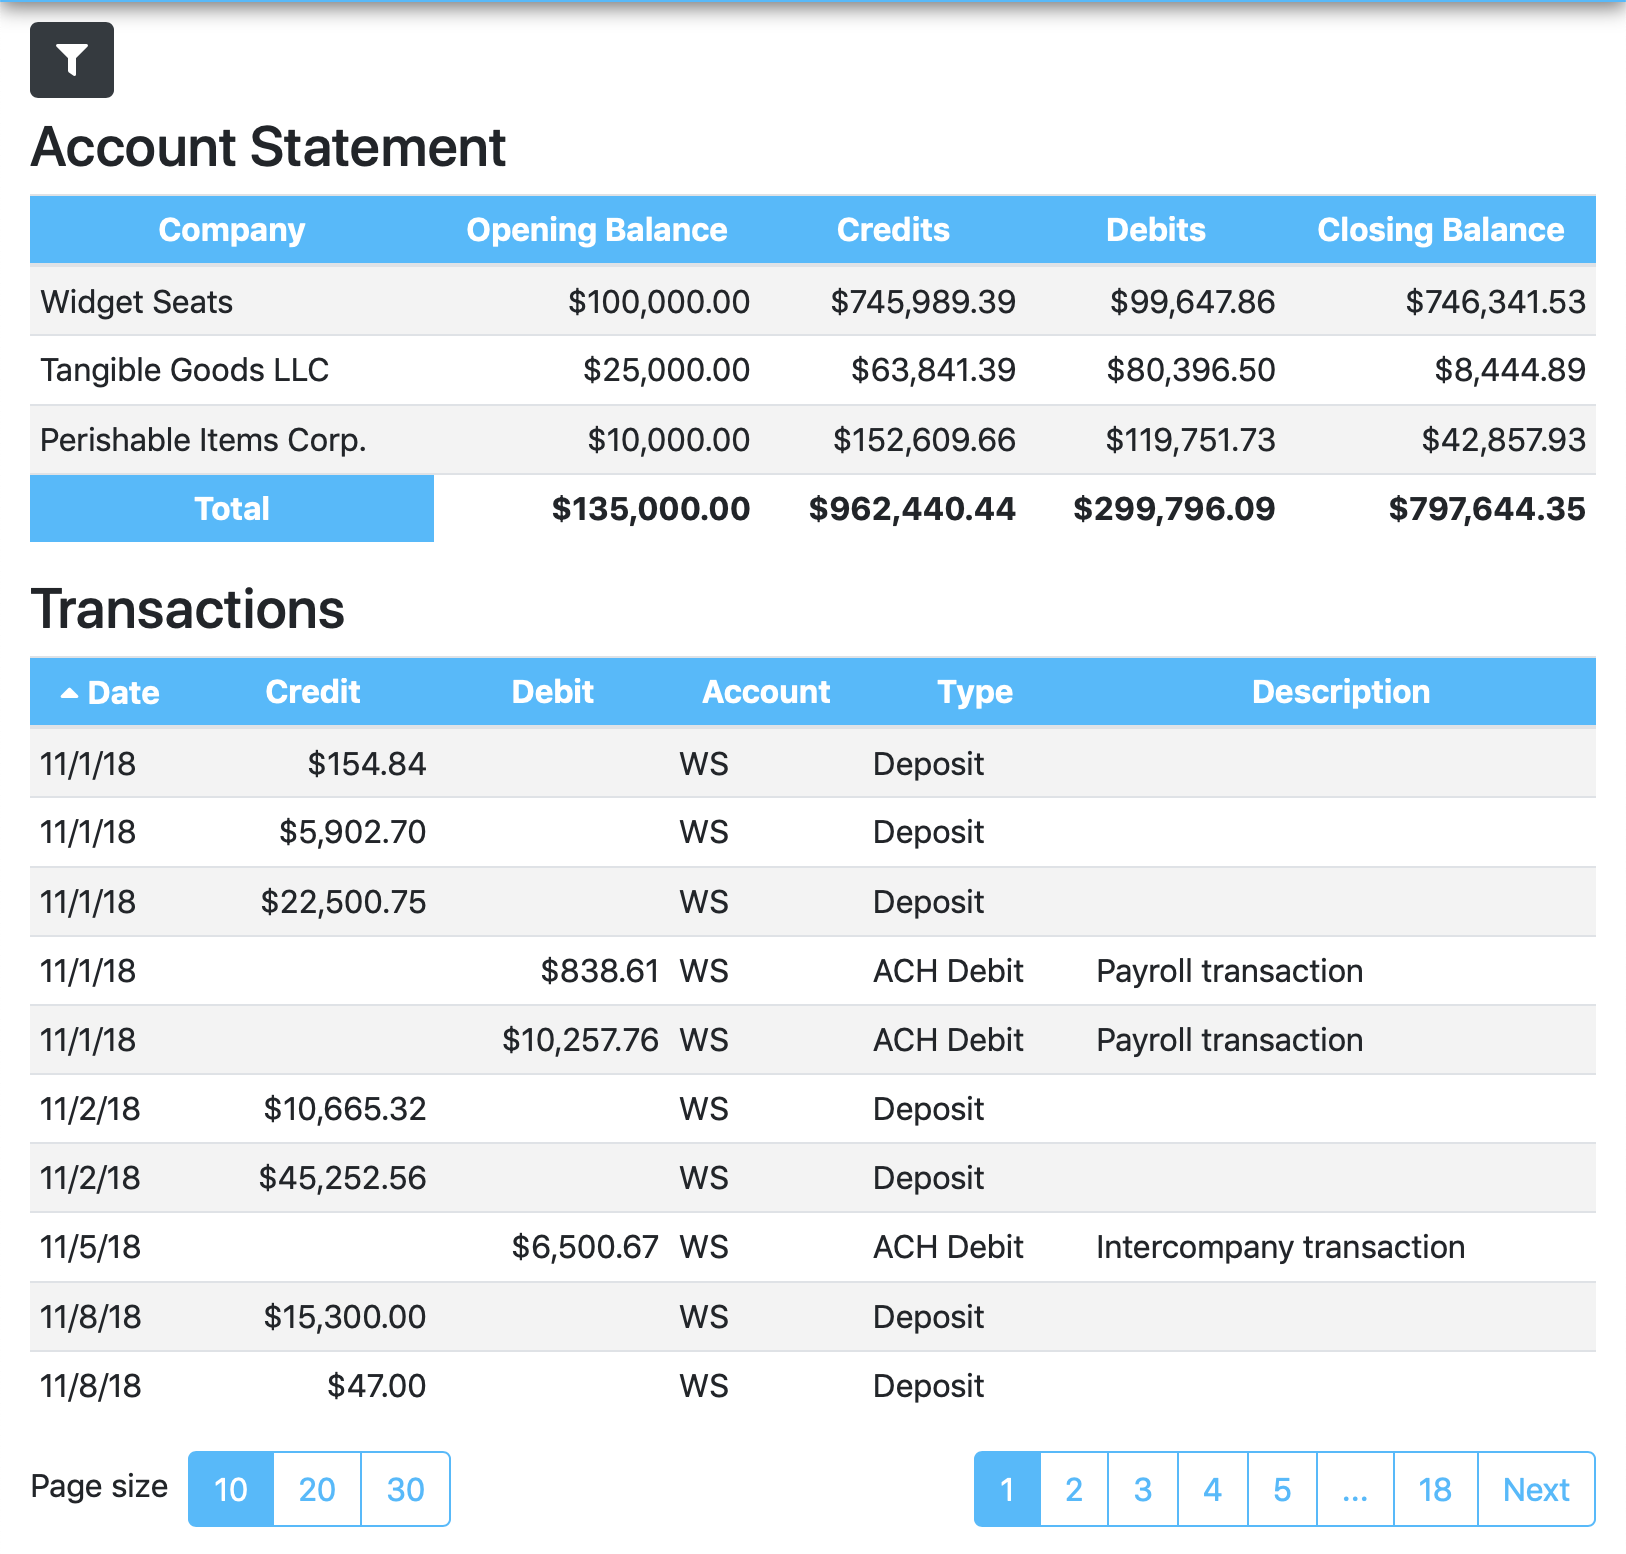 Account Statement
Company Opening Balance Credits Debits Closing Balance
Widget Seats $100,000.00 $745,989.39 $99,647.86 $746,341.53
Tangible Goods LLC $25,000.00 $63,841.39 $80,396.50 $8,444.89
Perishable Items Corp. $10,000.00 $152,609.66 $119,751.73 $42,857.93
Total $135,000.00 $962,440.44 $299,796.09 $797,644.35
Transactions
Date Credit Debit Account Type Description
11/1/18 $154.84 WS Deposit
11/1/18 $5,902.70 WS Deposit
11/1/18 $22,500.75 WS Deposit
11/1/18 $838.61 WS ACH Debit Payroll transaction
11/1/18 $10,257.76 WS ACH Debit Payroll transaction
11/2/18 $10,665.32 WS Deposit
11/2/18 $45,252.56 WS Deposit
11/5/18 $6,500.67 WS ACH Debit Intercompany transaction
11/8/18 $15,300.00 WS Deposit
11/8/18 $47.00 WS Deposit
Page size 10 20 30 1 2 3 4 5 ... 18 Next